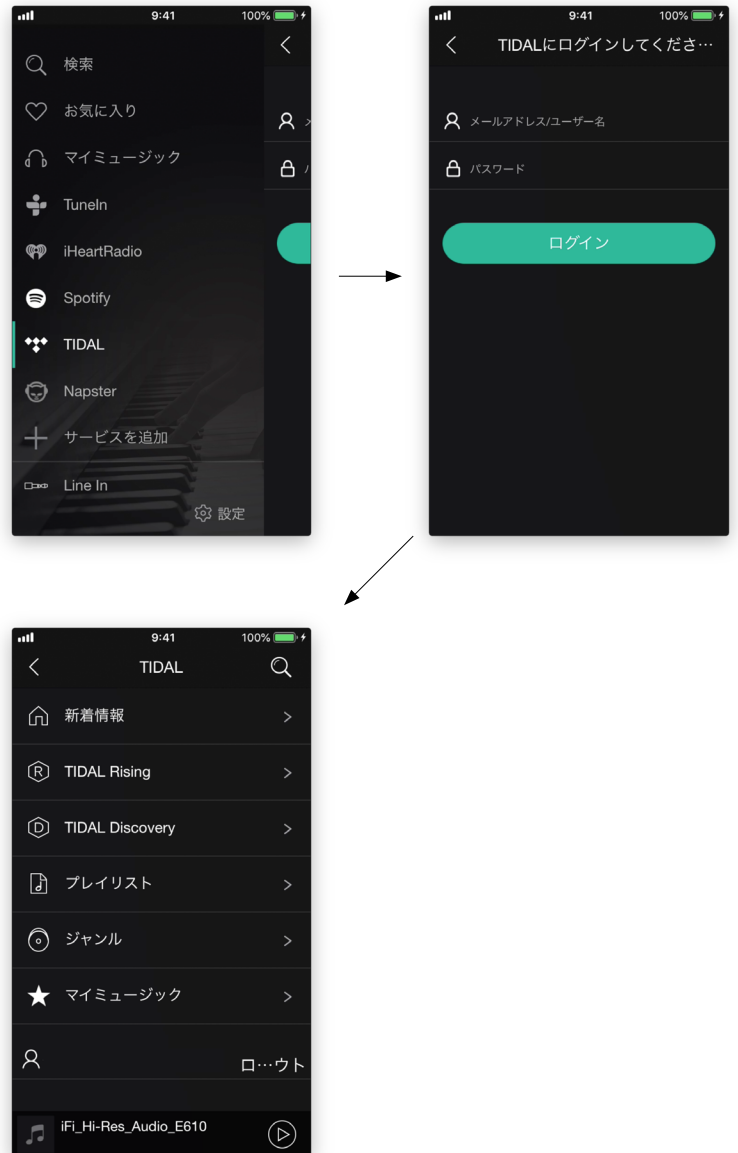 9:41 100%
検索
お気に入り
マイミュージック
TuneIn
iHeartRadio
Spotify
TIDAL
Napster
サービスを追加
Line In
設定
9:41 100%
TIDALにログインしてくださ…
メールアドレス/ユーザー名
パスワード
ログイン
9:41 100%
TIDAL
新着情報
R TIDAL Rising
D TIDAL Discovery
プレイリスト
ジャンル
マイミュージック
ロ…ウト
iFi_Hi-Res_Audio_E610